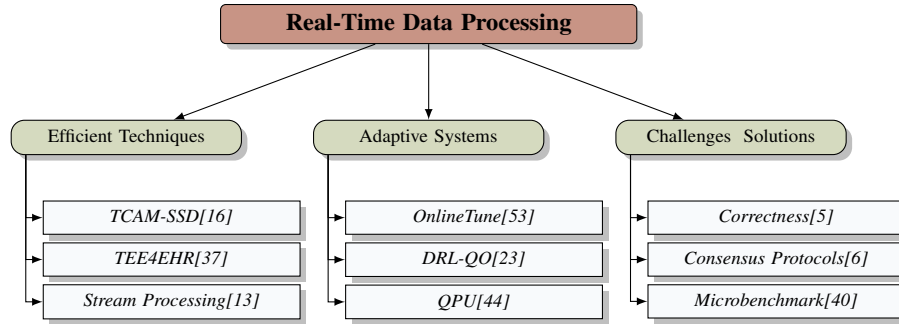 Real-Time Data Processing
Efficient Techniques
Adaptive Systems
Challenges Solutions
TCAM-SSD[16]
OnlineTune[53]
Correctness[5]
TEE4EHR[37]
DRL-QO[23]
Consensus Protocols[6]
Stream Processing[13]
QPU[44]
Microbenchmark[40]